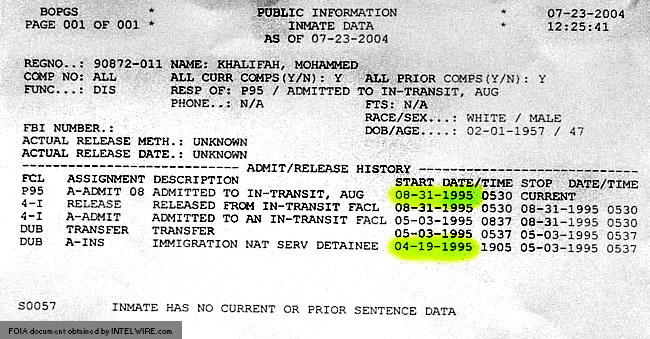 BOPGS * PUBLIC INFORMATION * 07-23-2004
PAGE 001 OF 001 * INMATE DATA * 12:25:41
AS OF 07-23-2004
REGNO..: 90872-011 NAME: KHALIFAH, MOHAMMED
COMP NO: ALL ALL CURR COMPS(Y/N): Y ALL PRIOR COMPS(Y/N): Y
FUNC...: DIS RESP OF: P95 / ADMITTED TO IN-TRANSIT, AUG
PHONE..: N/A FTS: N/A
RACE/SEX...: WHITE / MALE
FBI NUMBER.: DOB/AGE....: 02-01-1957 / 47
ACTUAL RELEASE METH.: UNKNOWN
ACTUAL RELEASE DATE.: UNKNOWN
ADMIT/RELEASE HISTORY
FCL ASSIGNMENT DESCRIPTION START DATE/TIME STOP DATE/TIME
P95 A-ADMIT 08 ADMITTED TO IN-TRANSIT, AUG 08-31-1995 0530 CURRENT
4-I RELEASE RELEASED FROM IN-TRANSIT FACL 08-31-1995 0530 08-31-1995 0530
4-I A-ADMIT ADMITTED TO AN IN-TRANSIT FACL 05-03-1995 0837 08-31-1995 0530
DUB TRANSFER TRANSFER 05-03-1995 0537 05-03-1995 0537
DUB A-INS IMMIGRATION NAT SERV DETAINEE 04-19-1995 1905 05-03-1995 0537
S0057 INMATE HAS NO CURRENT OR PRIOR SENTENCE DATA
FOIA document obtained by INTELWIRE.com